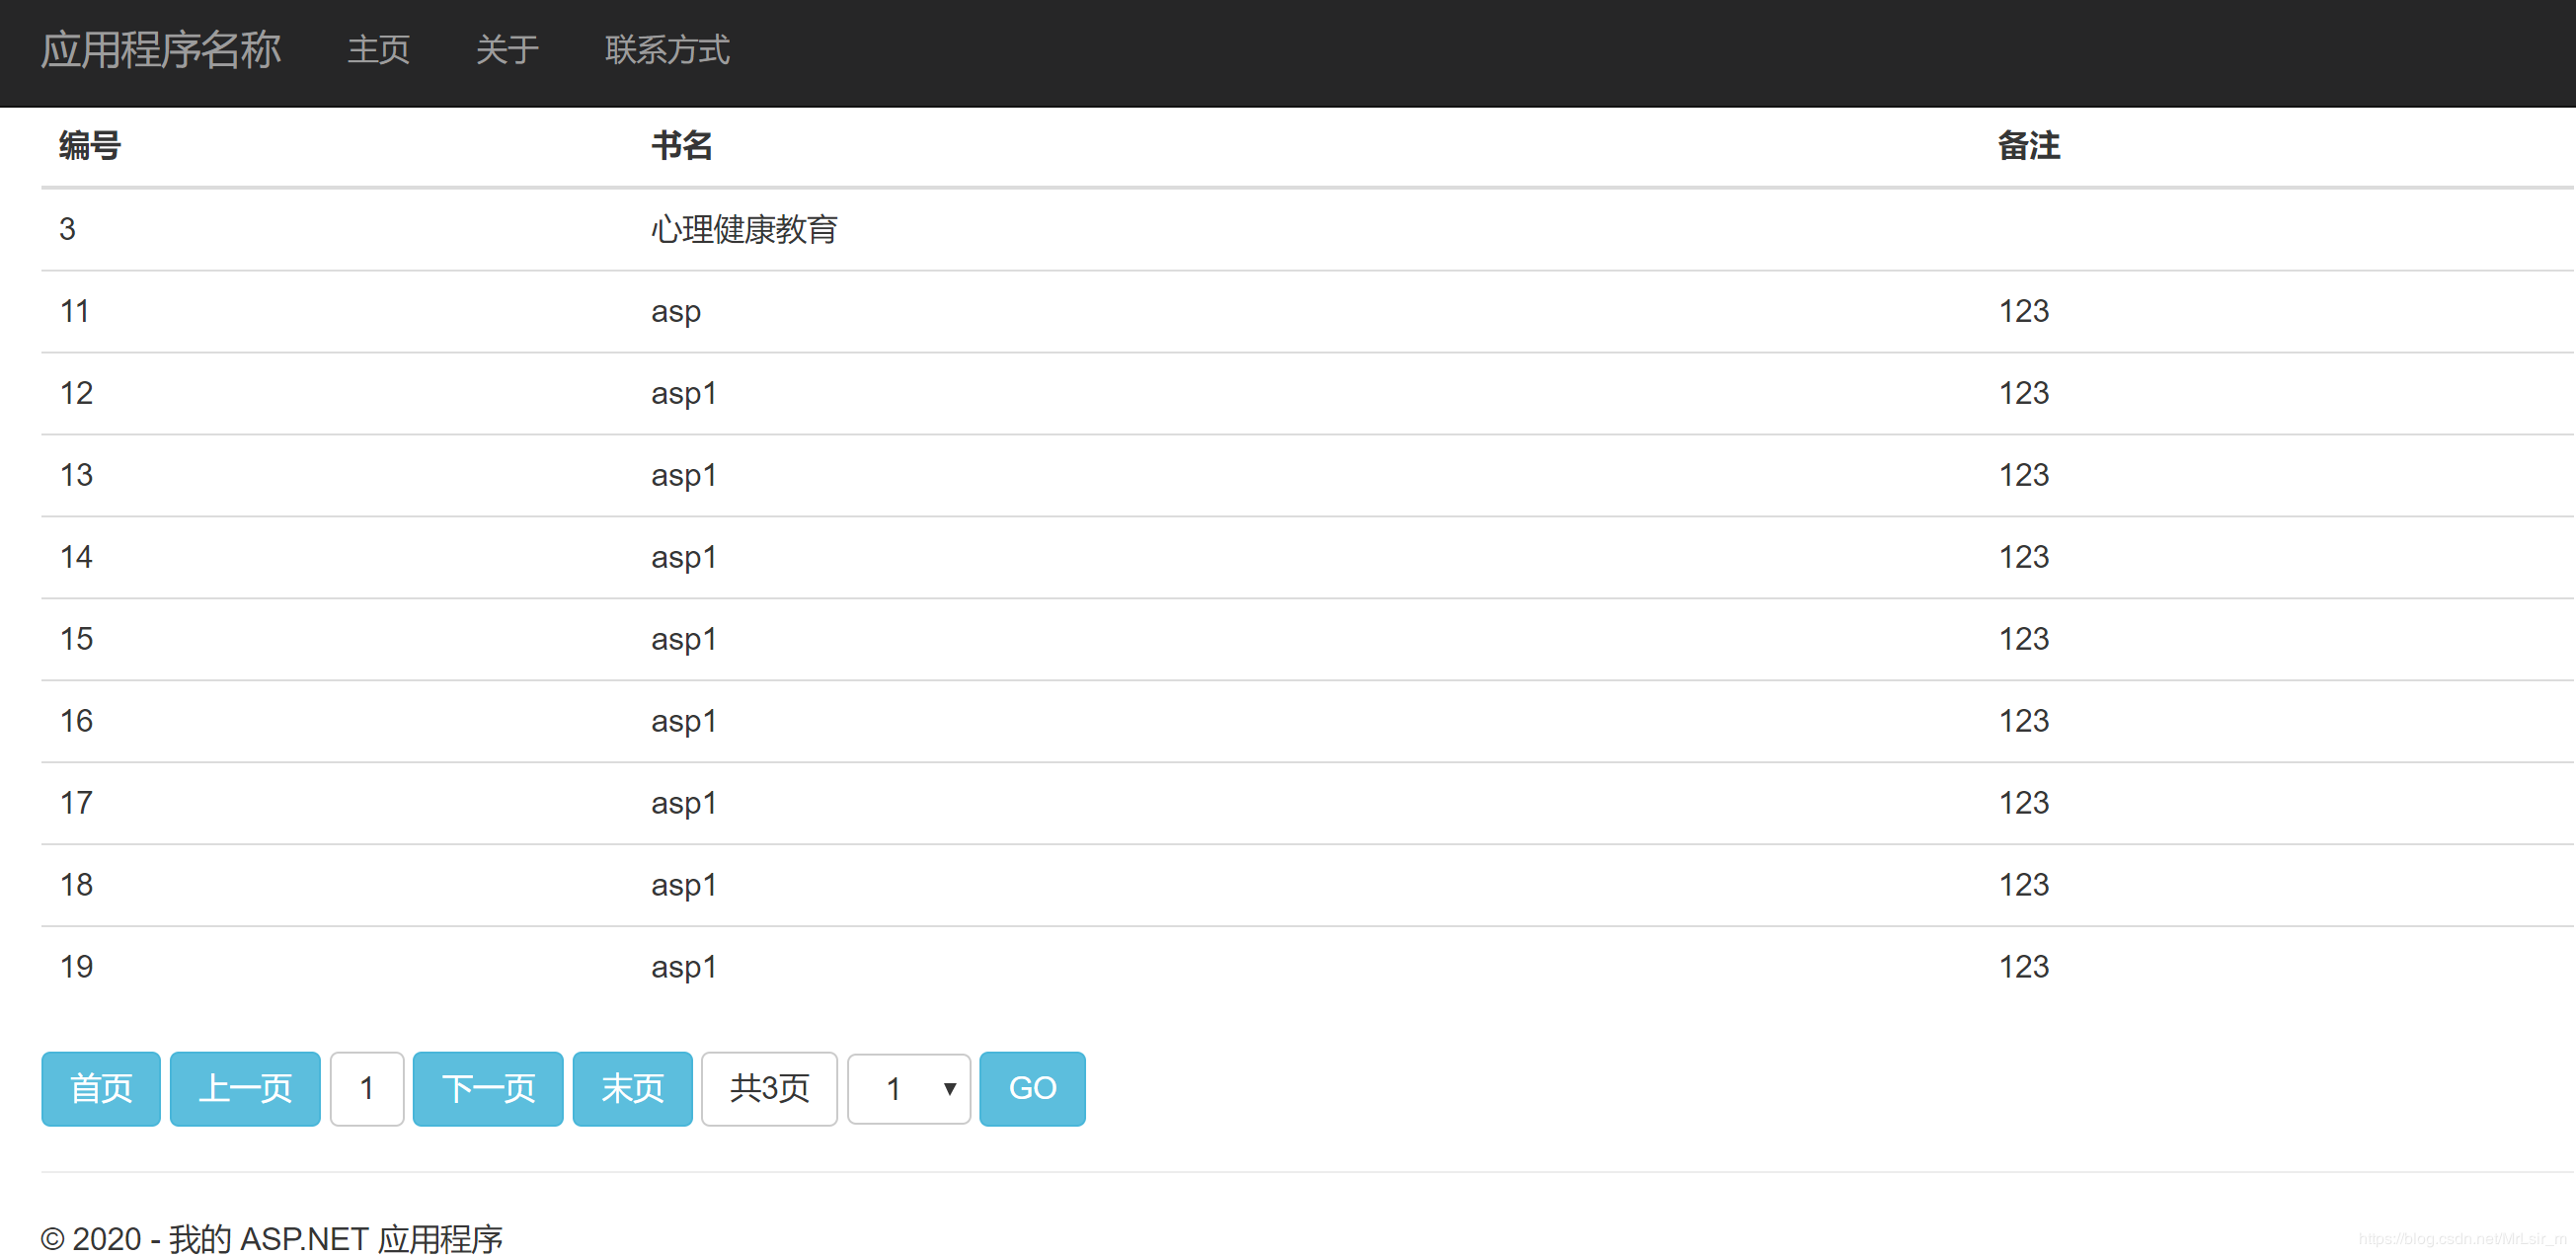 应用程序名称 主页 关于 联系方式
编号 书名 备注
3 心理健康教育
11 asp 123
12 asp1 123
13 asp1 123
14 asp1 123
15 asp1 123
16 asp1 123
17 asp1 123
18 asp1 123
19 asp1 123
首页 上一页 1 下一页 末页 共3页 1 GO
© 2020 - 我的 ASP.NET 应用程序
https://blog.csdn.net/MrLsir_m